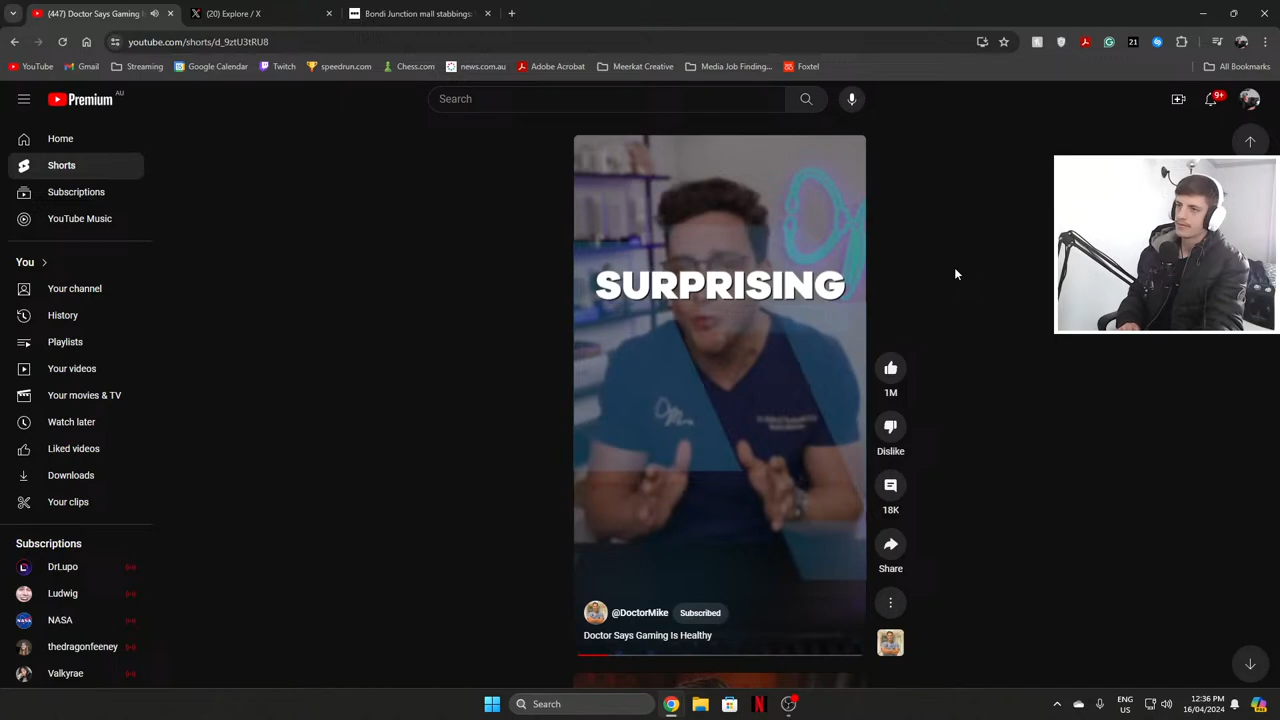 (447) Doctor Says Gaming I
(20) Explore / X
Bondi Junction mall stabbings:
youtube.com/shorts/d_9ztU3tRU8
21
YouTube
Gmail
Streaming
Google Calendar
Twitch
speedrun.com
Chess.com
news.com.au
Adobe Acrobat
Meerkat Creative
Media Job Finding...
Foxtel
All Bookmarks
Premium AU
Search
9+
Home
Shorts
Subscriptions
YouTube Music
You
Your channel
History
Playlists
Your videos
Your movies & TV
Watch later
Liked videos
Downloads
Your clips
Subscriptions
DrLupo
Ludwig
NASA
thedragonfeeney
Valkyrae
SURPRISING
1M
Dislike
18K
Share
@DoctorMike
Subscribed
Doctor Says Gaming Is Healthy
Search
ENG
US
12:36 PM
16/04/2024